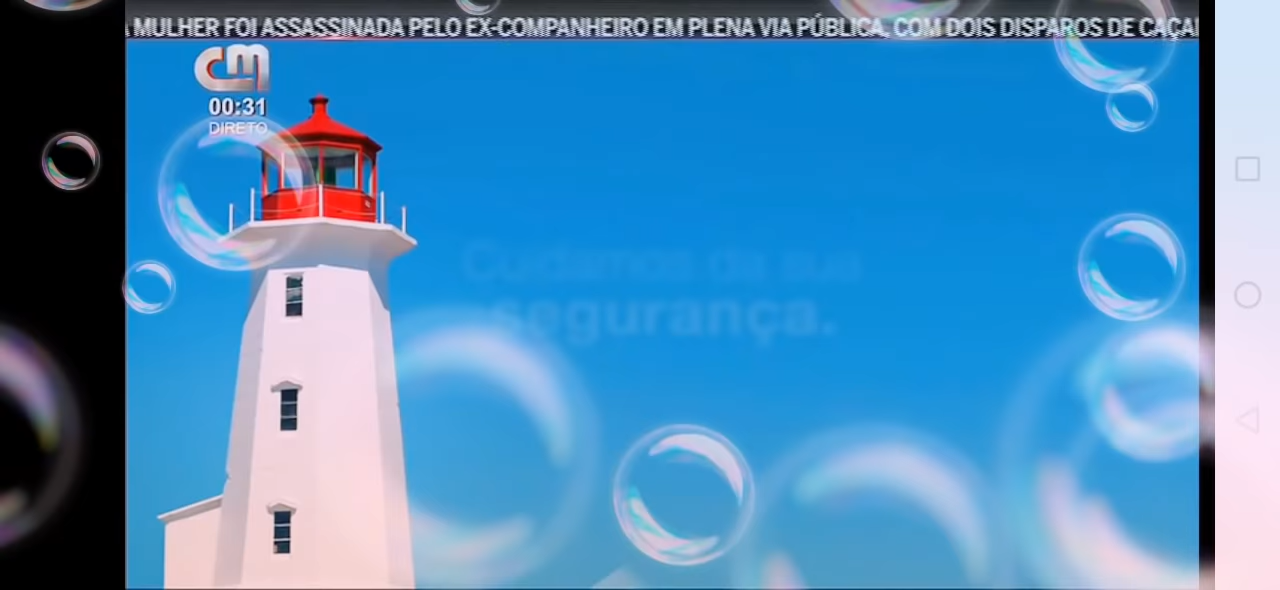 A MULHER FOI ASSASSINADA PELO EX-COMPANHEIRO EM PLENA VIA PÚBLICA, COM DOIS DISPAROS DE
CM
00:31
DIRETO
Cuidamos da sua
segurança.